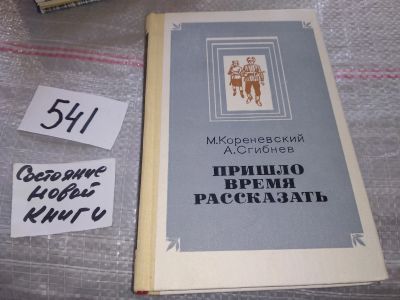 541
Состояние
новой
книги
М.Кореневский
А.Сгибнев
ПРИШЛО
ВРЕМЯ
РАССКАЗАТЬ